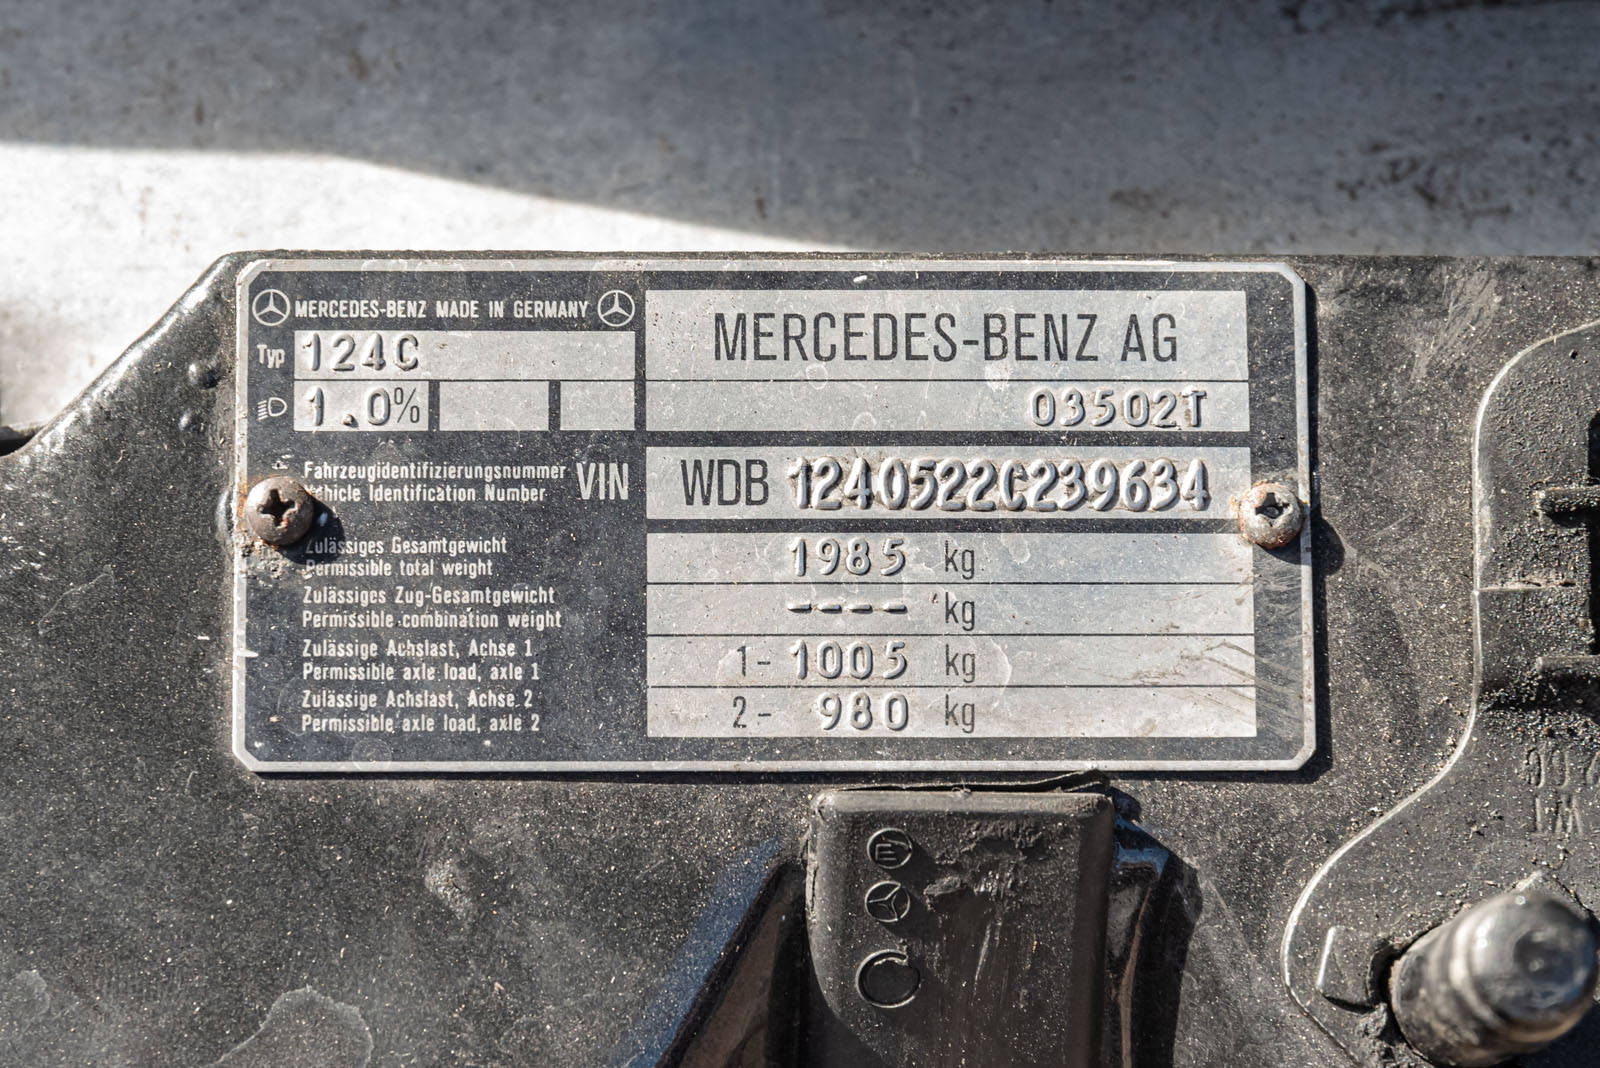 MERCEDES-BENZ MADE IN GERMANY
Typ 124C
1.0%
MERCEDES-BENZ AG
03502T
Fahrzeugidentifizierungsnummer
Vehicle Identification Number
VIN
WDB 1240522C239634
Zulässiges Gesamtgewicht
Permissible total weight
1985 kg
Zulässiges Zug-Gesamtgewicht
Permissible combination weight
---- kg
Zulässige Achslast, Achse 1
Permissible axle load, axle 1
1- 1005 kg
Zulässige Achslast, Achse 2
Permissible axle load, axle 2
2- 980 kg